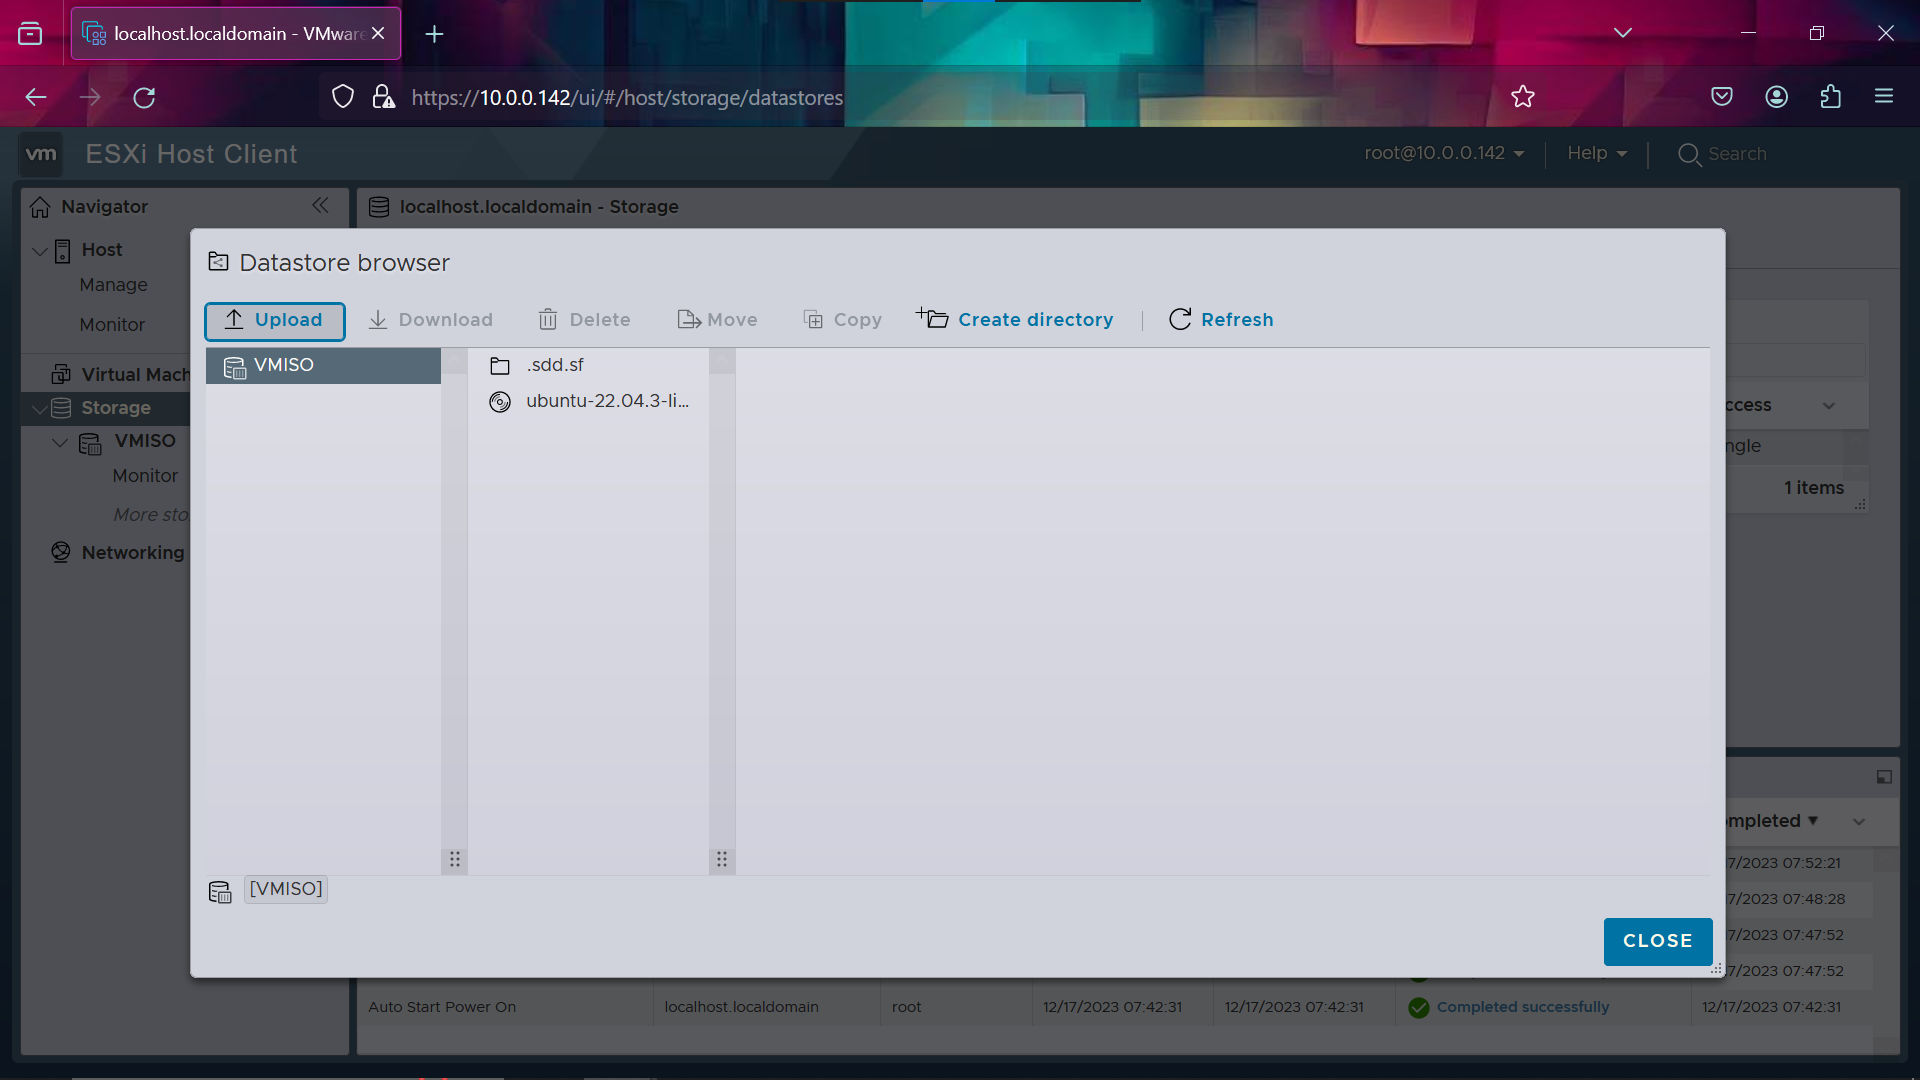 localhost.localdomain - VMware
https://10.0.0.142/ui/#/host/storage/datastores
vm ESXi Host Client root@10.0.0.142 Help Search
Navigator localhost.localdomain - Storage
Host
Manage
Monitor
Virtual Mach
Storage
VMISO
Monitor
More sto
Networking
Datastore browser
Upload Download Delete Move Copy Create directory Refresh
VMISO .sdd.sf
ubuntu-22.04.3-li...
ccess
ngle
1 items
[VMISO]
CLOSE
mpleted
7/2023 07:52:21
7/2023 07:48:28
7/2023 07:47:52
7/2023 07:47:52
Auto Start Power On localhost.localdomain root 12/17/2023 07:42:31 12/17/2023 07:42:31 Completed successfully 12/17/2023 07:42:31